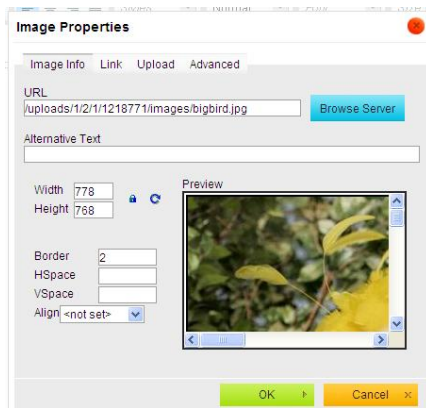 Image Properties
Image Info Link Upload Advanced
URL
/uploads/1/2/1/1218771/images/bigbird.jpg
Browse Server
Alternative Text
Width 778
Height 768
Preview
Border 2
HSpace
VSpace
Align <not set>
OK Cancel